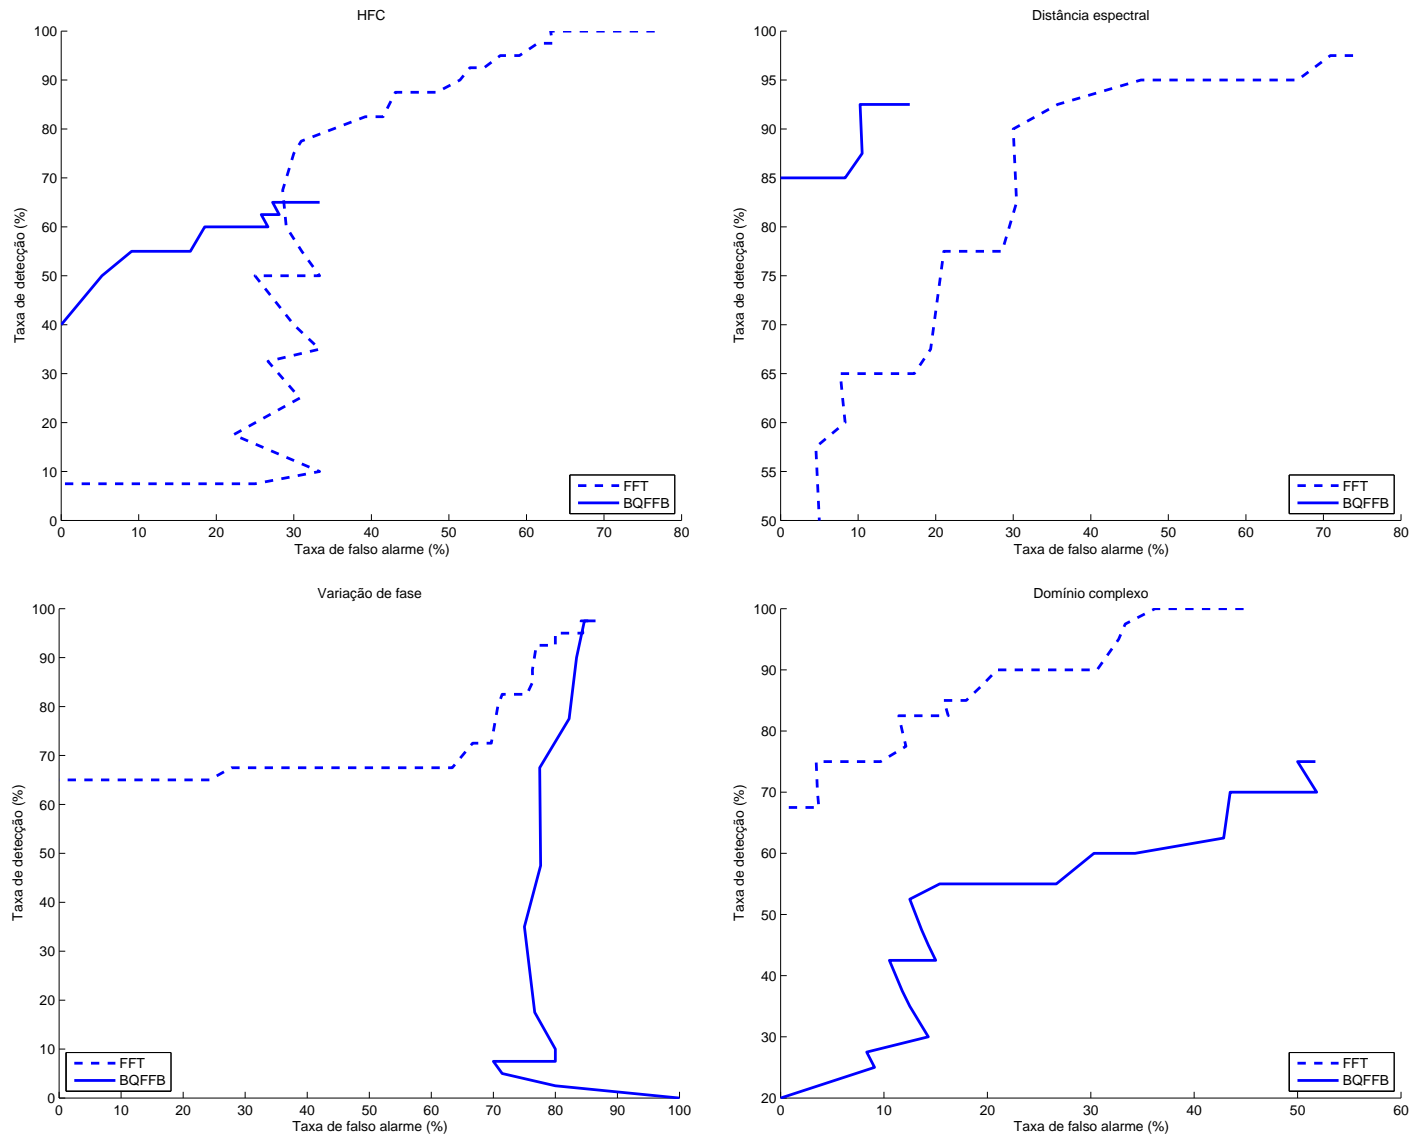 HFC
100
90
80
70
60
50
40
30
20
10
0
Taxa de detecção (%)
0 10 20 30 40 50 60 70 80
Taxa de falso alarme (%)
FFT
BQFFB
Distância espectral
100
95
90
85
80
75
70
65
60
55
50
Taxa de detecção (%)
0 10 20 30 40 50 60 70 80
Taxa de falso alarme (%)
FFT
BQFFB
Variação de fase
100
90
80
70
60
50
40
30
20
10
0
Taxa de detecção (%)
0 10 20 30 40 50 60 70 80 90 100
Taxa de falso alarme (%)
FFT
BQFFB
Domínio complexo
100
90
80
70
60
50
40
30
20
Taxa de detecção (%)
0 10 20 30 40 50 60
Taxa de falso alarme (%)
FFT
BQFFB